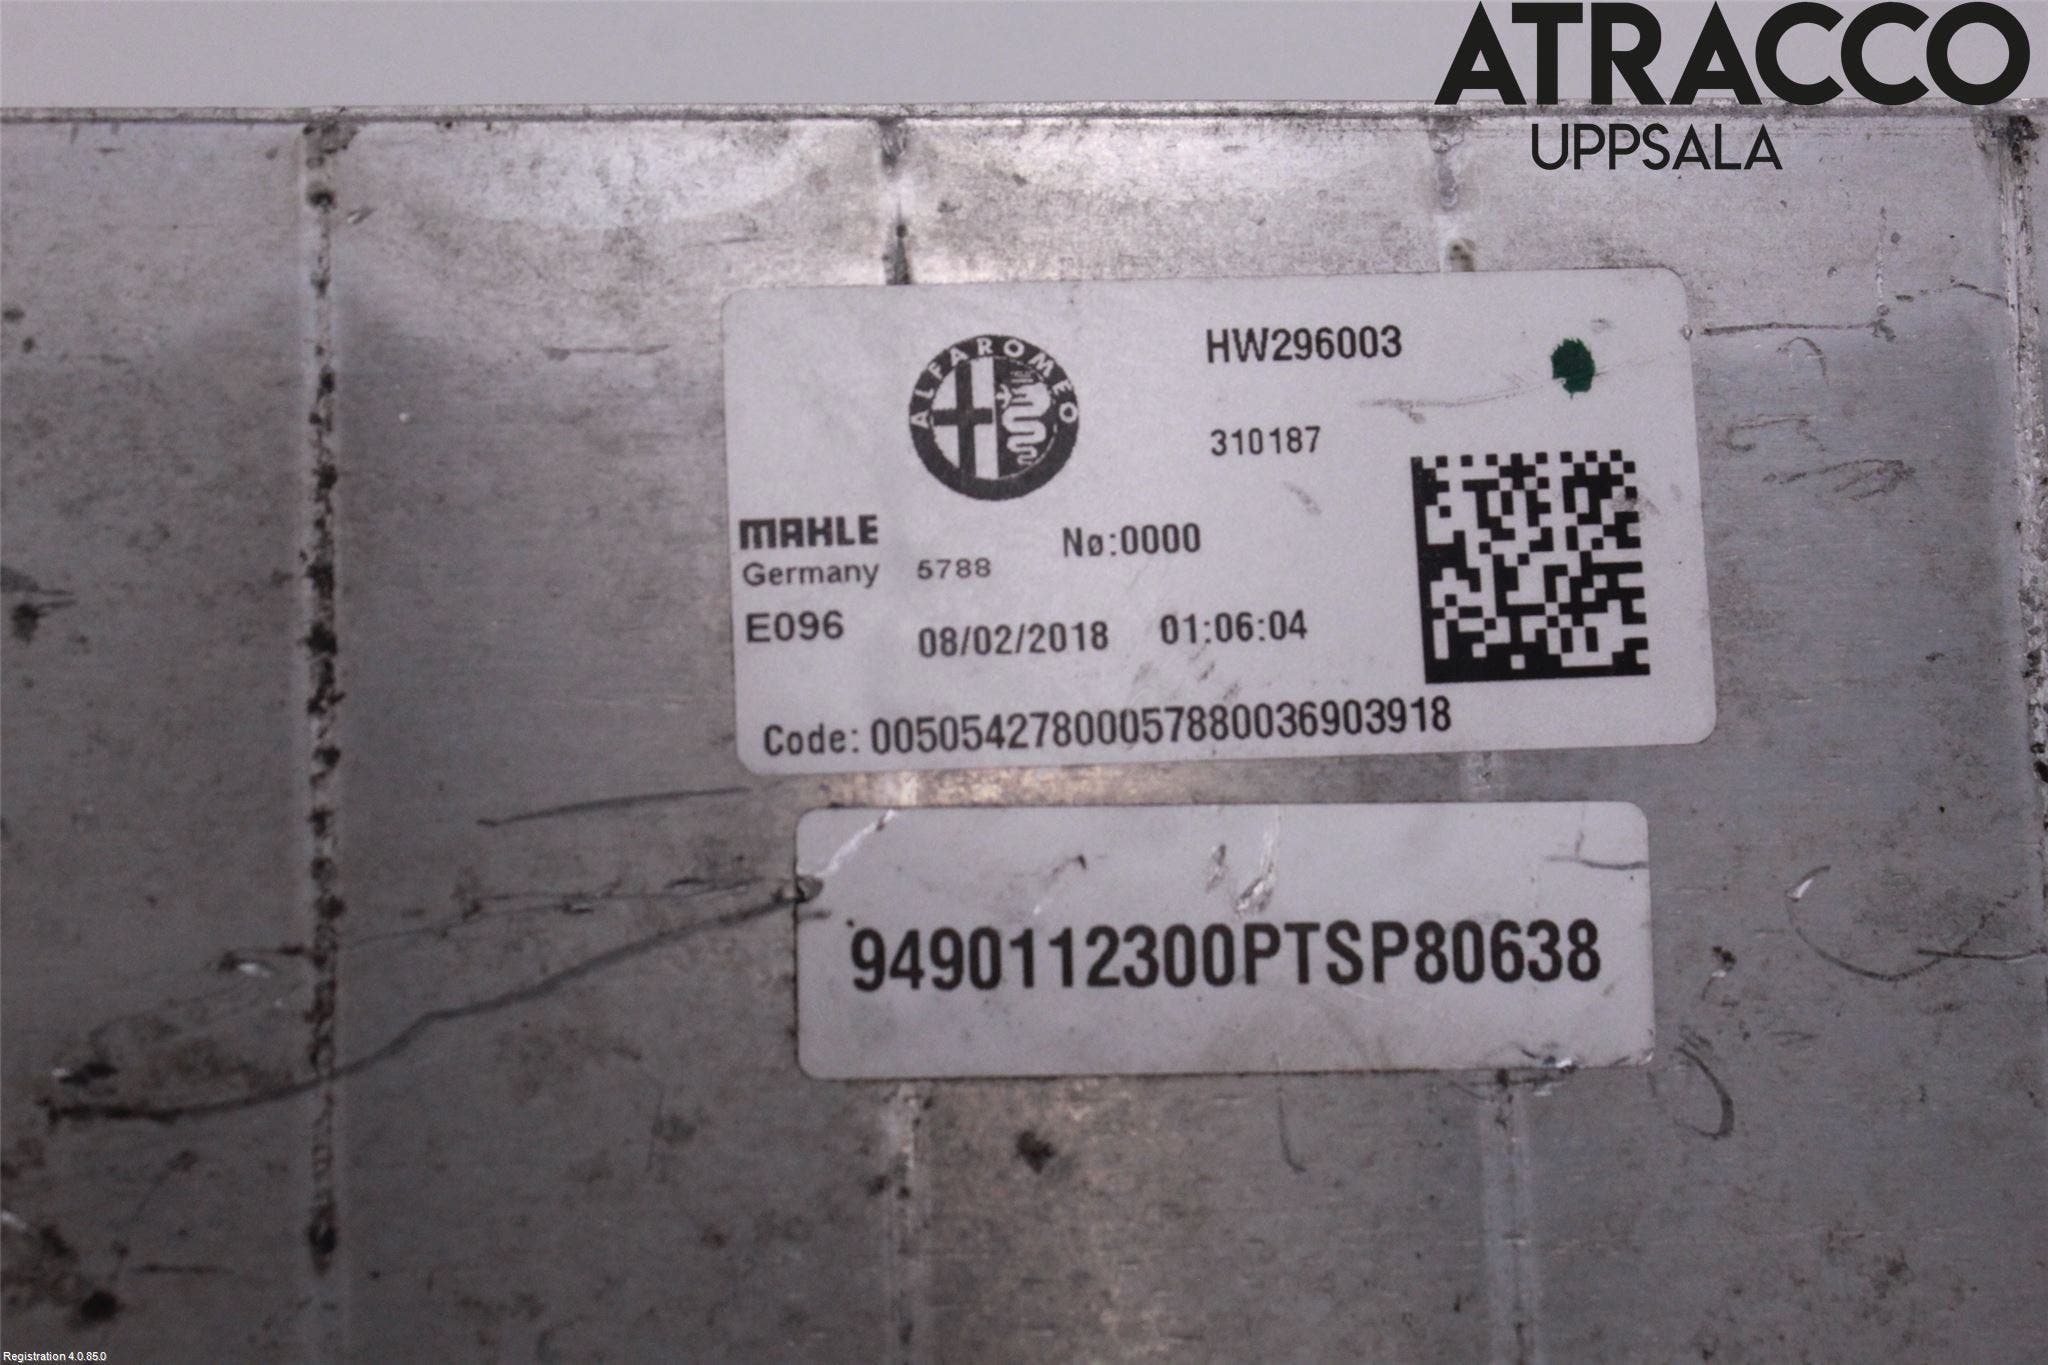 ATRACCO
UPPSALA
ALFA ROMEO
HW296003
310187
MAHLE
Germany 5788 Nø:0000
E096 08/02/2018 01:06:04
Code: 00505427800057880036903918
9490112300PTSP80638
Registration 4.0.85.0